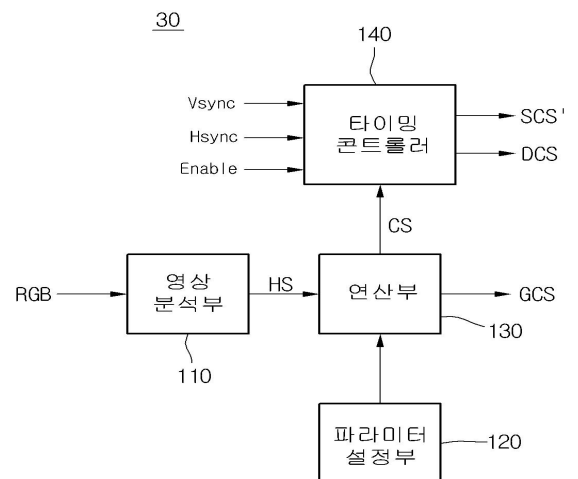 30
140
Vsync
Hsync
Enable
타이밍
콘트롤러
SCS'
DCS
CS
RGB
영상
분석부
HS
연산부
GCS
110
130
파라미터
설정부
120